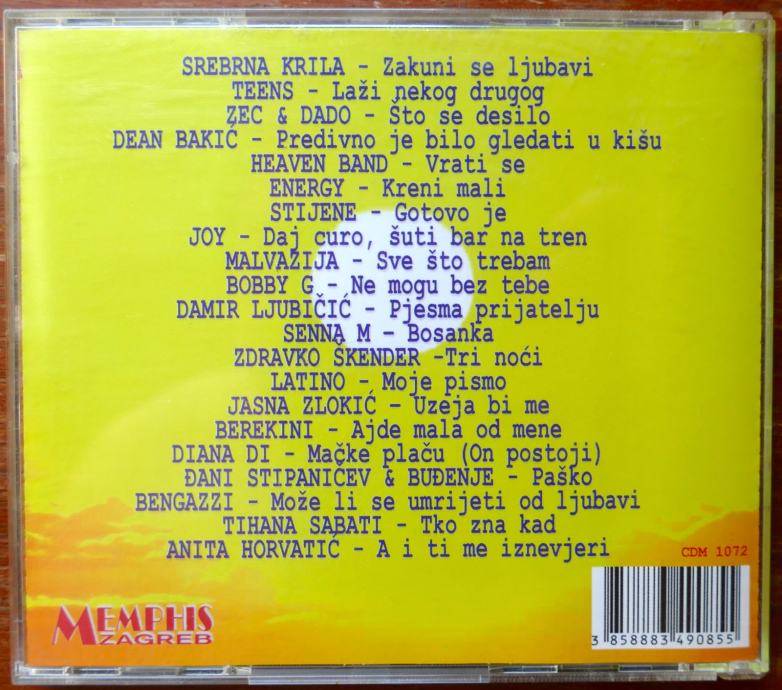 SREBRNA KRILA - Zakuni se ljubavi
TEENS - Laži nekog drugog
ZEC & DADO - Što se desilo
DEAN BAKIĆ - Predivno je bilo gledati u kišu
HEAVEN BAND - Vrati se
ENERGY - Kreni mali
STIJENE - Gotovo je
JOY - Daj curo, šuti bar na tren
MALVAZIJA - Sve što trebam
BOBBY G - Ne mogu bez tebe
DAMIR LJUBIČIĆ - Pjesma prijatelju
SENNA M - Bosanka
ZDRAVKO ŠKENDER -Tri noći
LATINO - Moje pismo
JASNA ZLOKIĆ - Uzeja bi me
BEREKINI - Ajde mala od mene
DIANA DI - Mačke plaču (On postoji)
ĐANI STIPANIČEV & BUĐENJE - Paško
BENGAZZI - Može li se umrijeti od ljubavi
TIHANA SABATI - Tko zna kad
ANITA HORVATIĆ - A i ti me iznevjeri
CDM 1072
MEMPHIS
ZAGREB
3 858883 490855